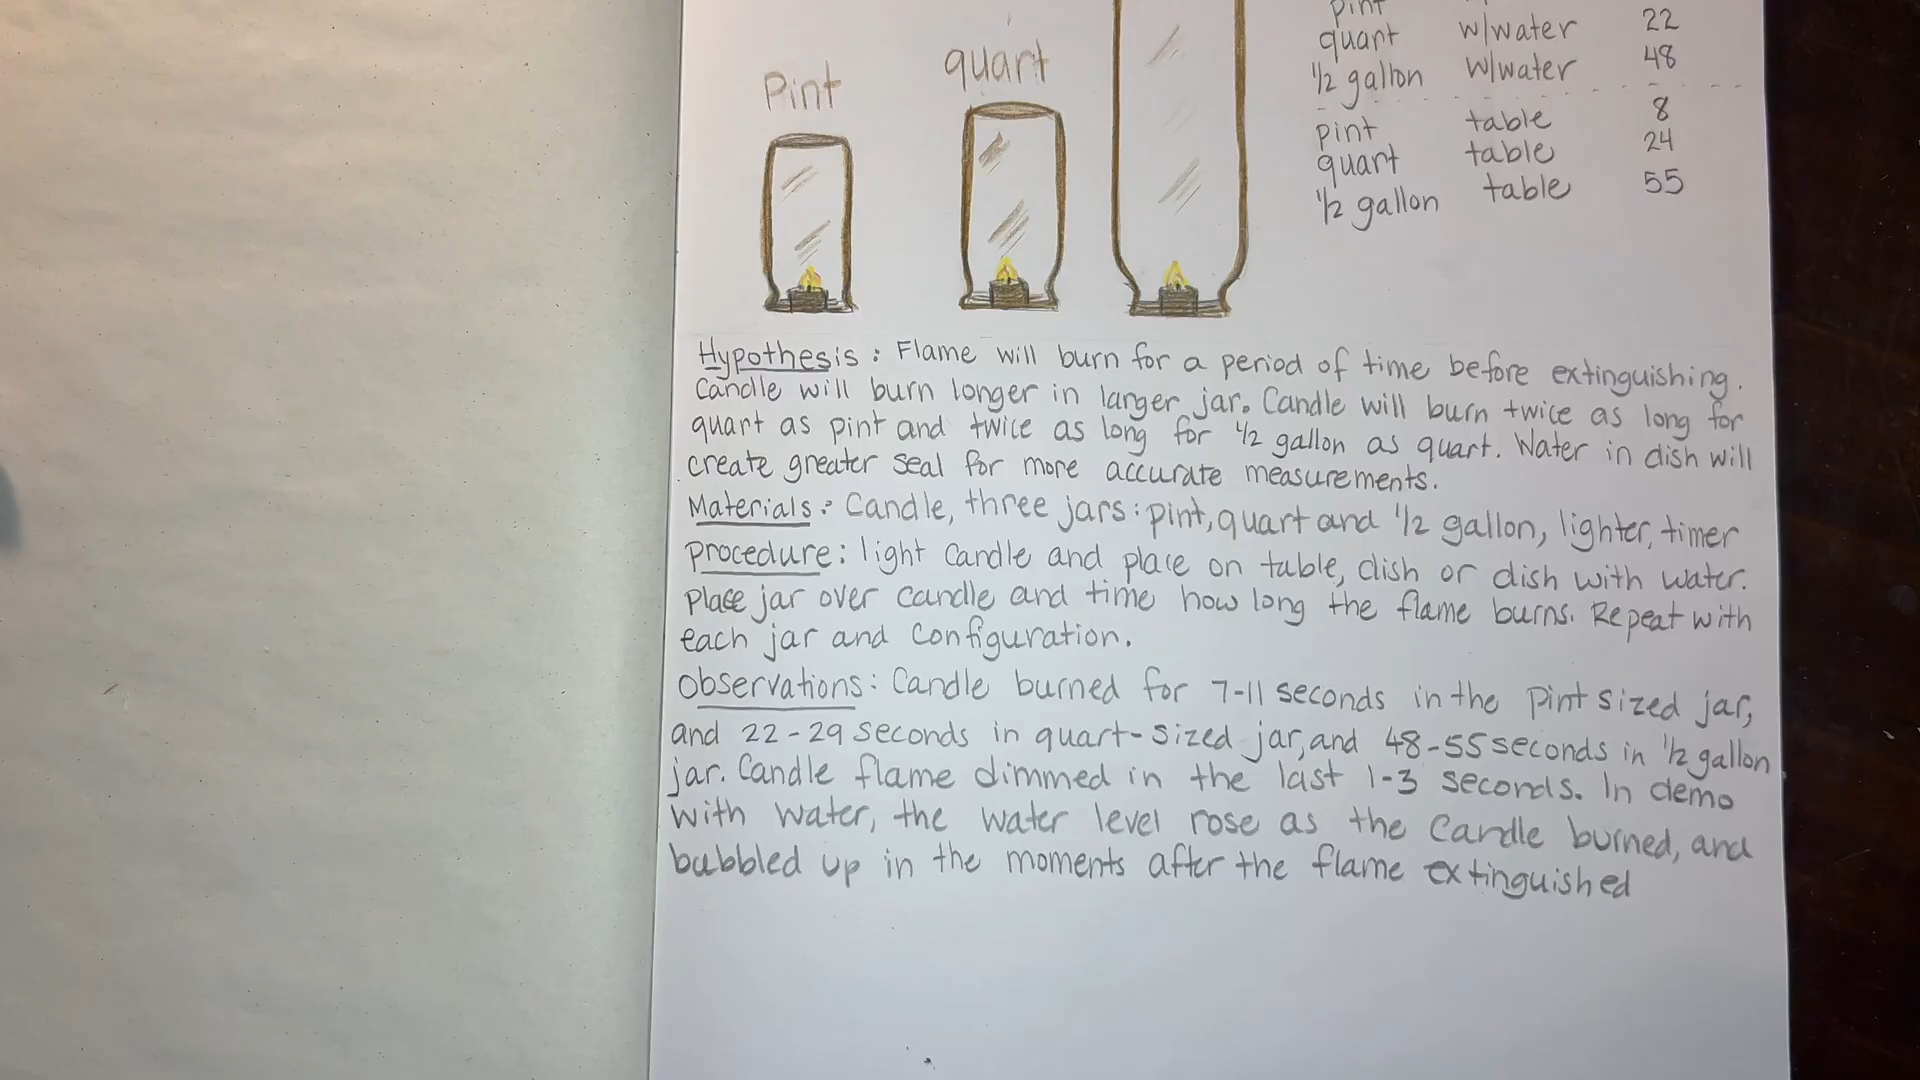 pint
quart w/water 22
1/2 gallon w/water 48
pint table 8
quart table 24
1/2 gallon table 55
Pint
quart
Hypothesis: Flame will burn for a period of time before extinguishing.
Candle will burn longer in larger jar. Candle will burn twice as long for
quart as pint and twice as long for 1/2 gallon as quart. Water in dish will
create greater seal for more accurate measurements.
Materials: Candle, three jars: pint, quart and 1/2 gallon, lighter, timer
Procedure: light candle and place on table, dish or dish with water.
Place jar over candle and time how long the flame burns. Repeat with
each jar and configuration.
Observations: Candle burned for 7-11 seconds in the pint sized jar,
and 22-29 seconds in quart-sized jar, and 48-55 seconds in 1/2 gallon
jar. Candle flame dimmed in the last 1-3 seconds. In demo
with water, the water level rose as the candle burned, and
bubbled up in the moments after the flame extinguished